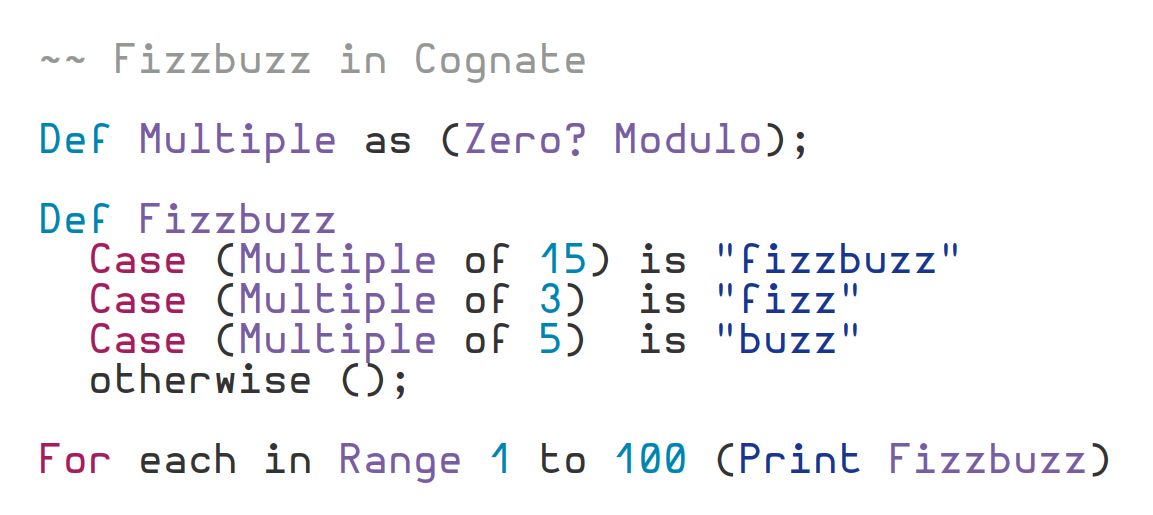 ~~ Fizzbuzz in Cognate
Def Multiple as (Zero? Modulo);
Def Fizzbuzz
Case (Multiple of 15) is "fizzbuzz"
Case (Multiple of 3) is "fizz"
Case (Multiple of 5) is "buzz"
otherwise ();
For each in Range 1 to 100 (Print Fizzbuzz)